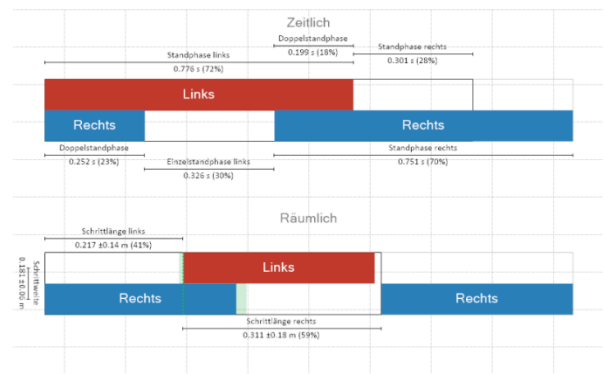 Zeitlich
Doppelstandphase
0.199 s (18%)
Standphase links
0.776 s (72%)
Standphase rechts
0.301 s (28%)
Links
Rechts
Rechts
Doppelstandphase
0.252 s (23%)
Einzelstandphase links
0.326 s (30%)
Standphase rechts
0.751 s (70%)
Räumlich
Schrittlänge links
0.217 ±0.14 m (41%)
Schrittweite
0.181 ±0.06 m
Links
Rechts
Rechts
Schrittlänge rechts
0.311 ±0.18 m (59%)